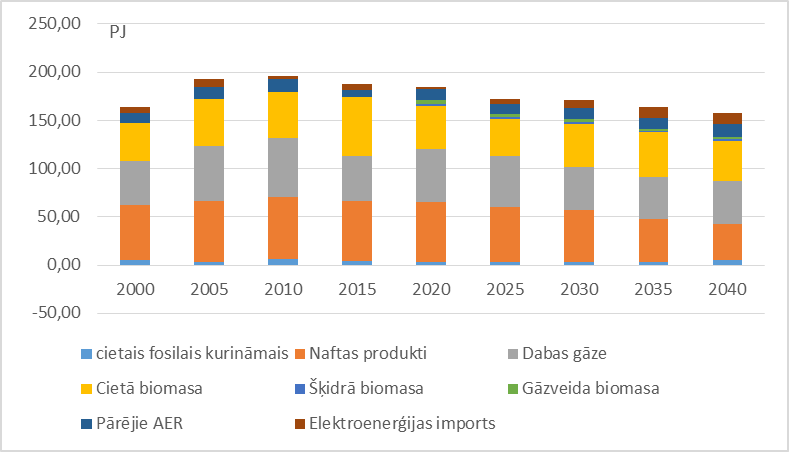 PJ
250,00
200,00
150,00
100,00
50,00
0,00
-50,00
2000 2005 2010 2015 2020 2025 2030 2035 2040
cietais fosilais kurināmais Naftas produkti Dabas gāze
Cietā biomasa Šķidrā biomasa Gāzveida biomasa
Pārējie AER Elektroenerģijas imports